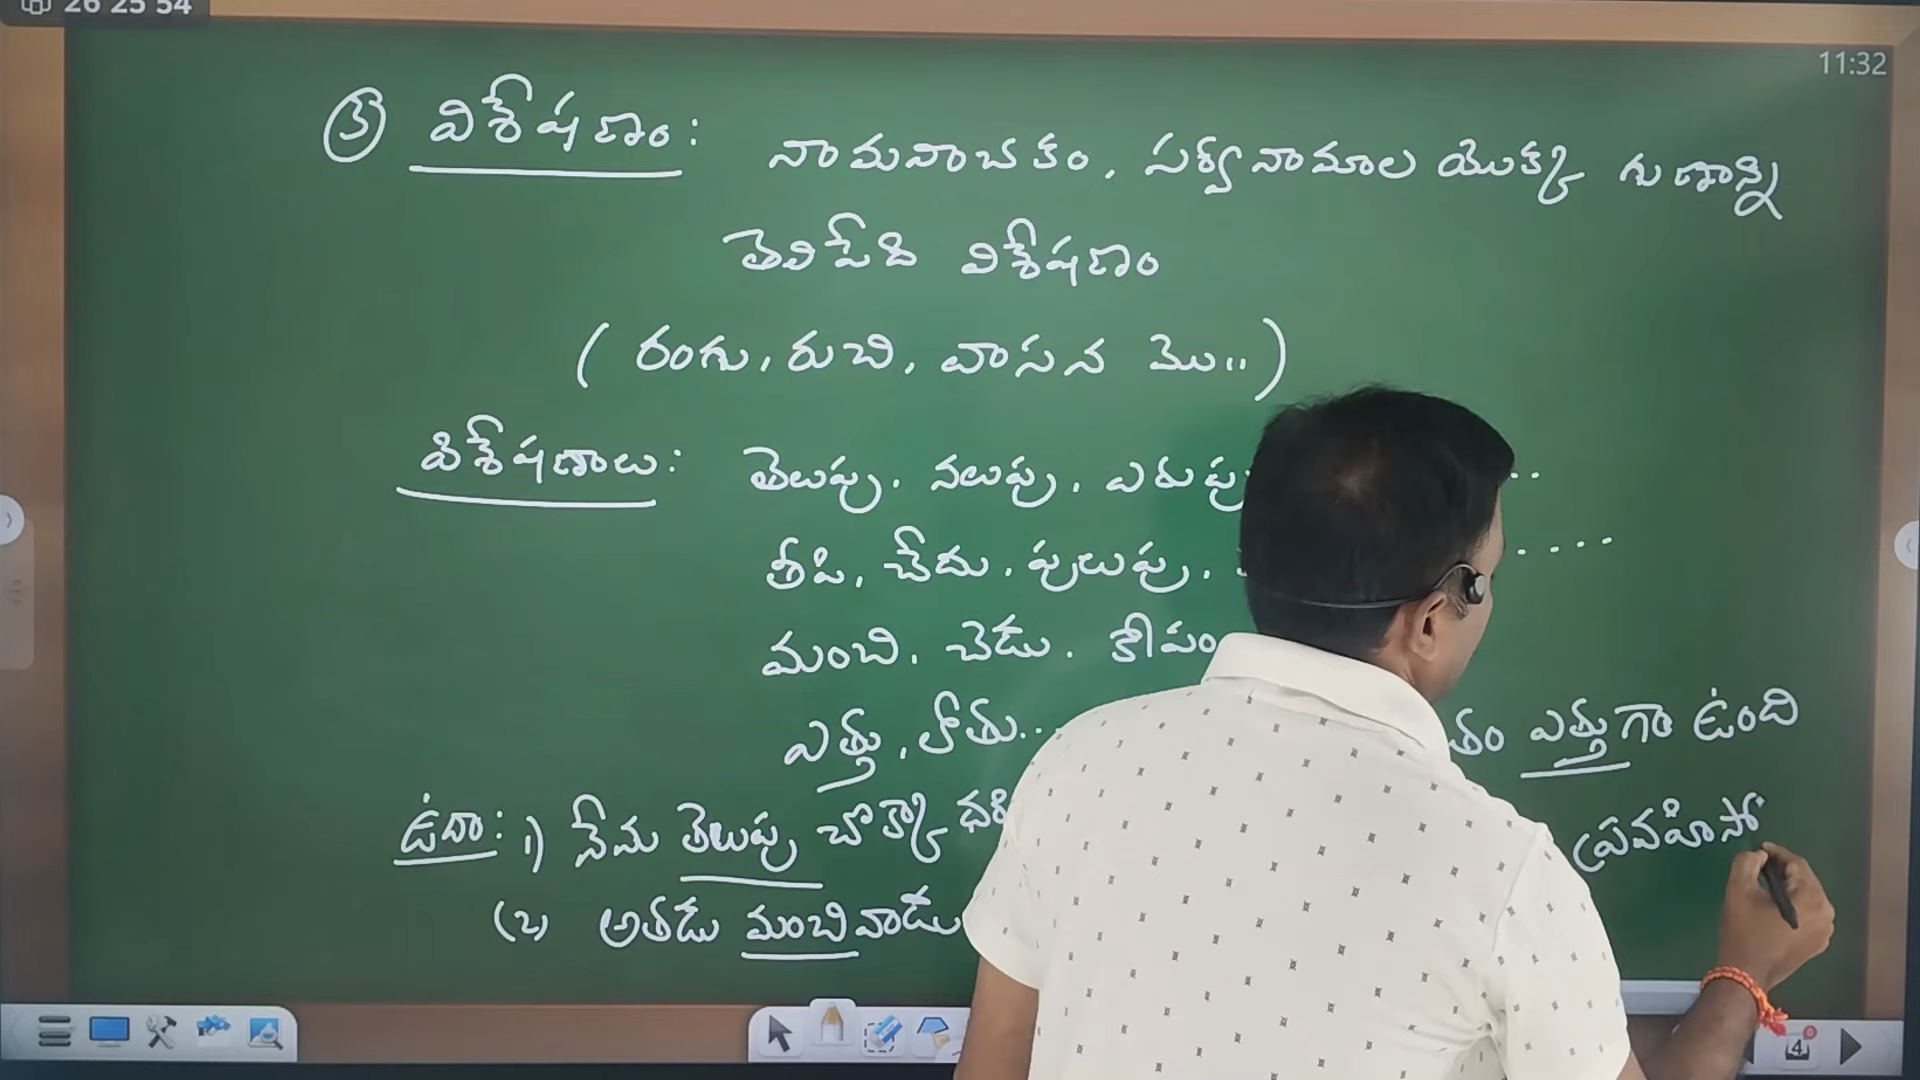 26 25 54
11:32
③ విశేషణం: నామవాచకం, సర్వనామాల యొక్క గుణాన్ని
తెలిపేది విశేషణం
( రంగు, రుచి, వాసన మొ..)
విశేషణాలు: తెలుపు, నలుపు, ఎరుపు
తీపి, చేదు, పులుపు,
మంచి, చెడు, కోపం
ఎత్తు, లోతు... ఎత్తుగా ఉంది
ఉదా: 1) నేను తెలుపు చొక్కా
(2) అతడు మంచివాడు
4